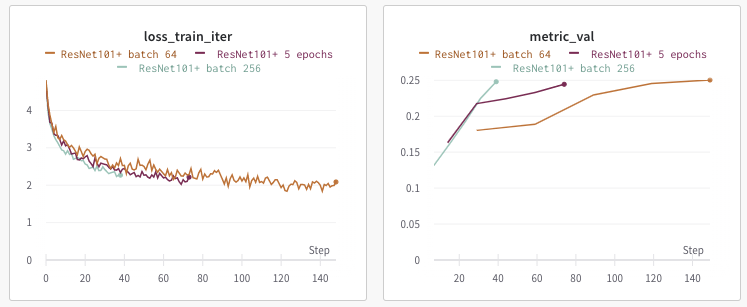 loss_train_iter
ResNet101+ batch 64 ResNet101+ 5 epochs
ResNet101+ batch 256
4
3
2
1
0
Step
0 20 40 60 80 100 120 140
metric_val
ResNet101+ batch 64 ResNet101+ 5 epochs
ResNet101+ batch 256
0.25
0.2
0.15
0.1
0.05
0
Step
20 40 60 80 100 120 140